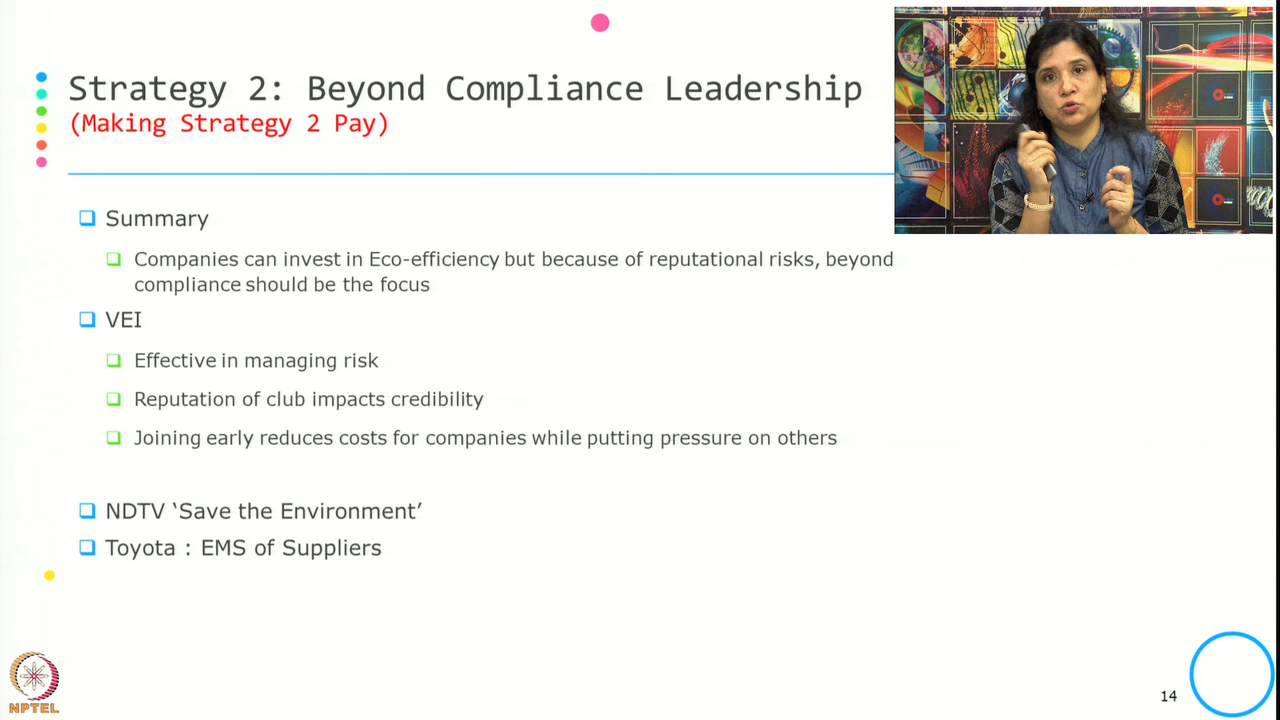 Strategy 2: Beyond Compliance Leadership
(Making Strategy 2 Pay)
Summary
Companies can invest in Eco-efficiency but because of reputational risks, beyond
compliance should be the focus
VEI
Effective in managing risk
Reputation of club impacts credibility
Joining early reduces costs for companies while putting pressure on others
NDTV ‘Save the Environment’
Toyota : EMS of Suppliers
NPTEL
14